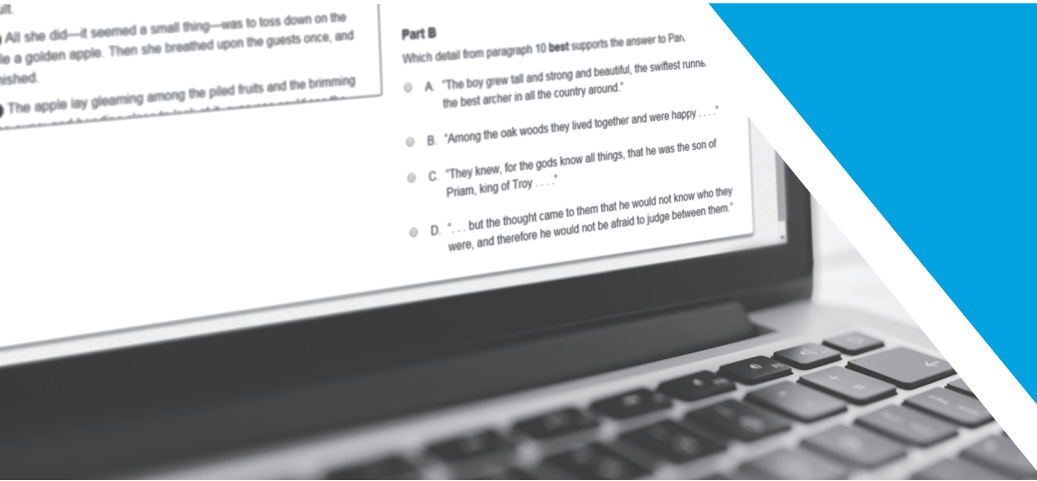 ult.
All she did—it seemed a small thing—was to toss down on the
le a golden apple. Then she breathed upon the guests once, and
nished.
The apple lay gleaming among the piled fruits and the brimming
Part B
Which detail from paragraph 10 best supports the answer to Par
A. "The boy grew tall and strong and beautiful, the swiftest runne
the best archer in all the country around."
B. "Among the oak woods they lived together and were happy . . . ."
C. "They knew, for the gods know all things, that he was the son of
Priam, king of Troy . . . ."
D. ". . . but the thought came to them that he would not know who they
were, and therefore he would not be afraid to judge between them."